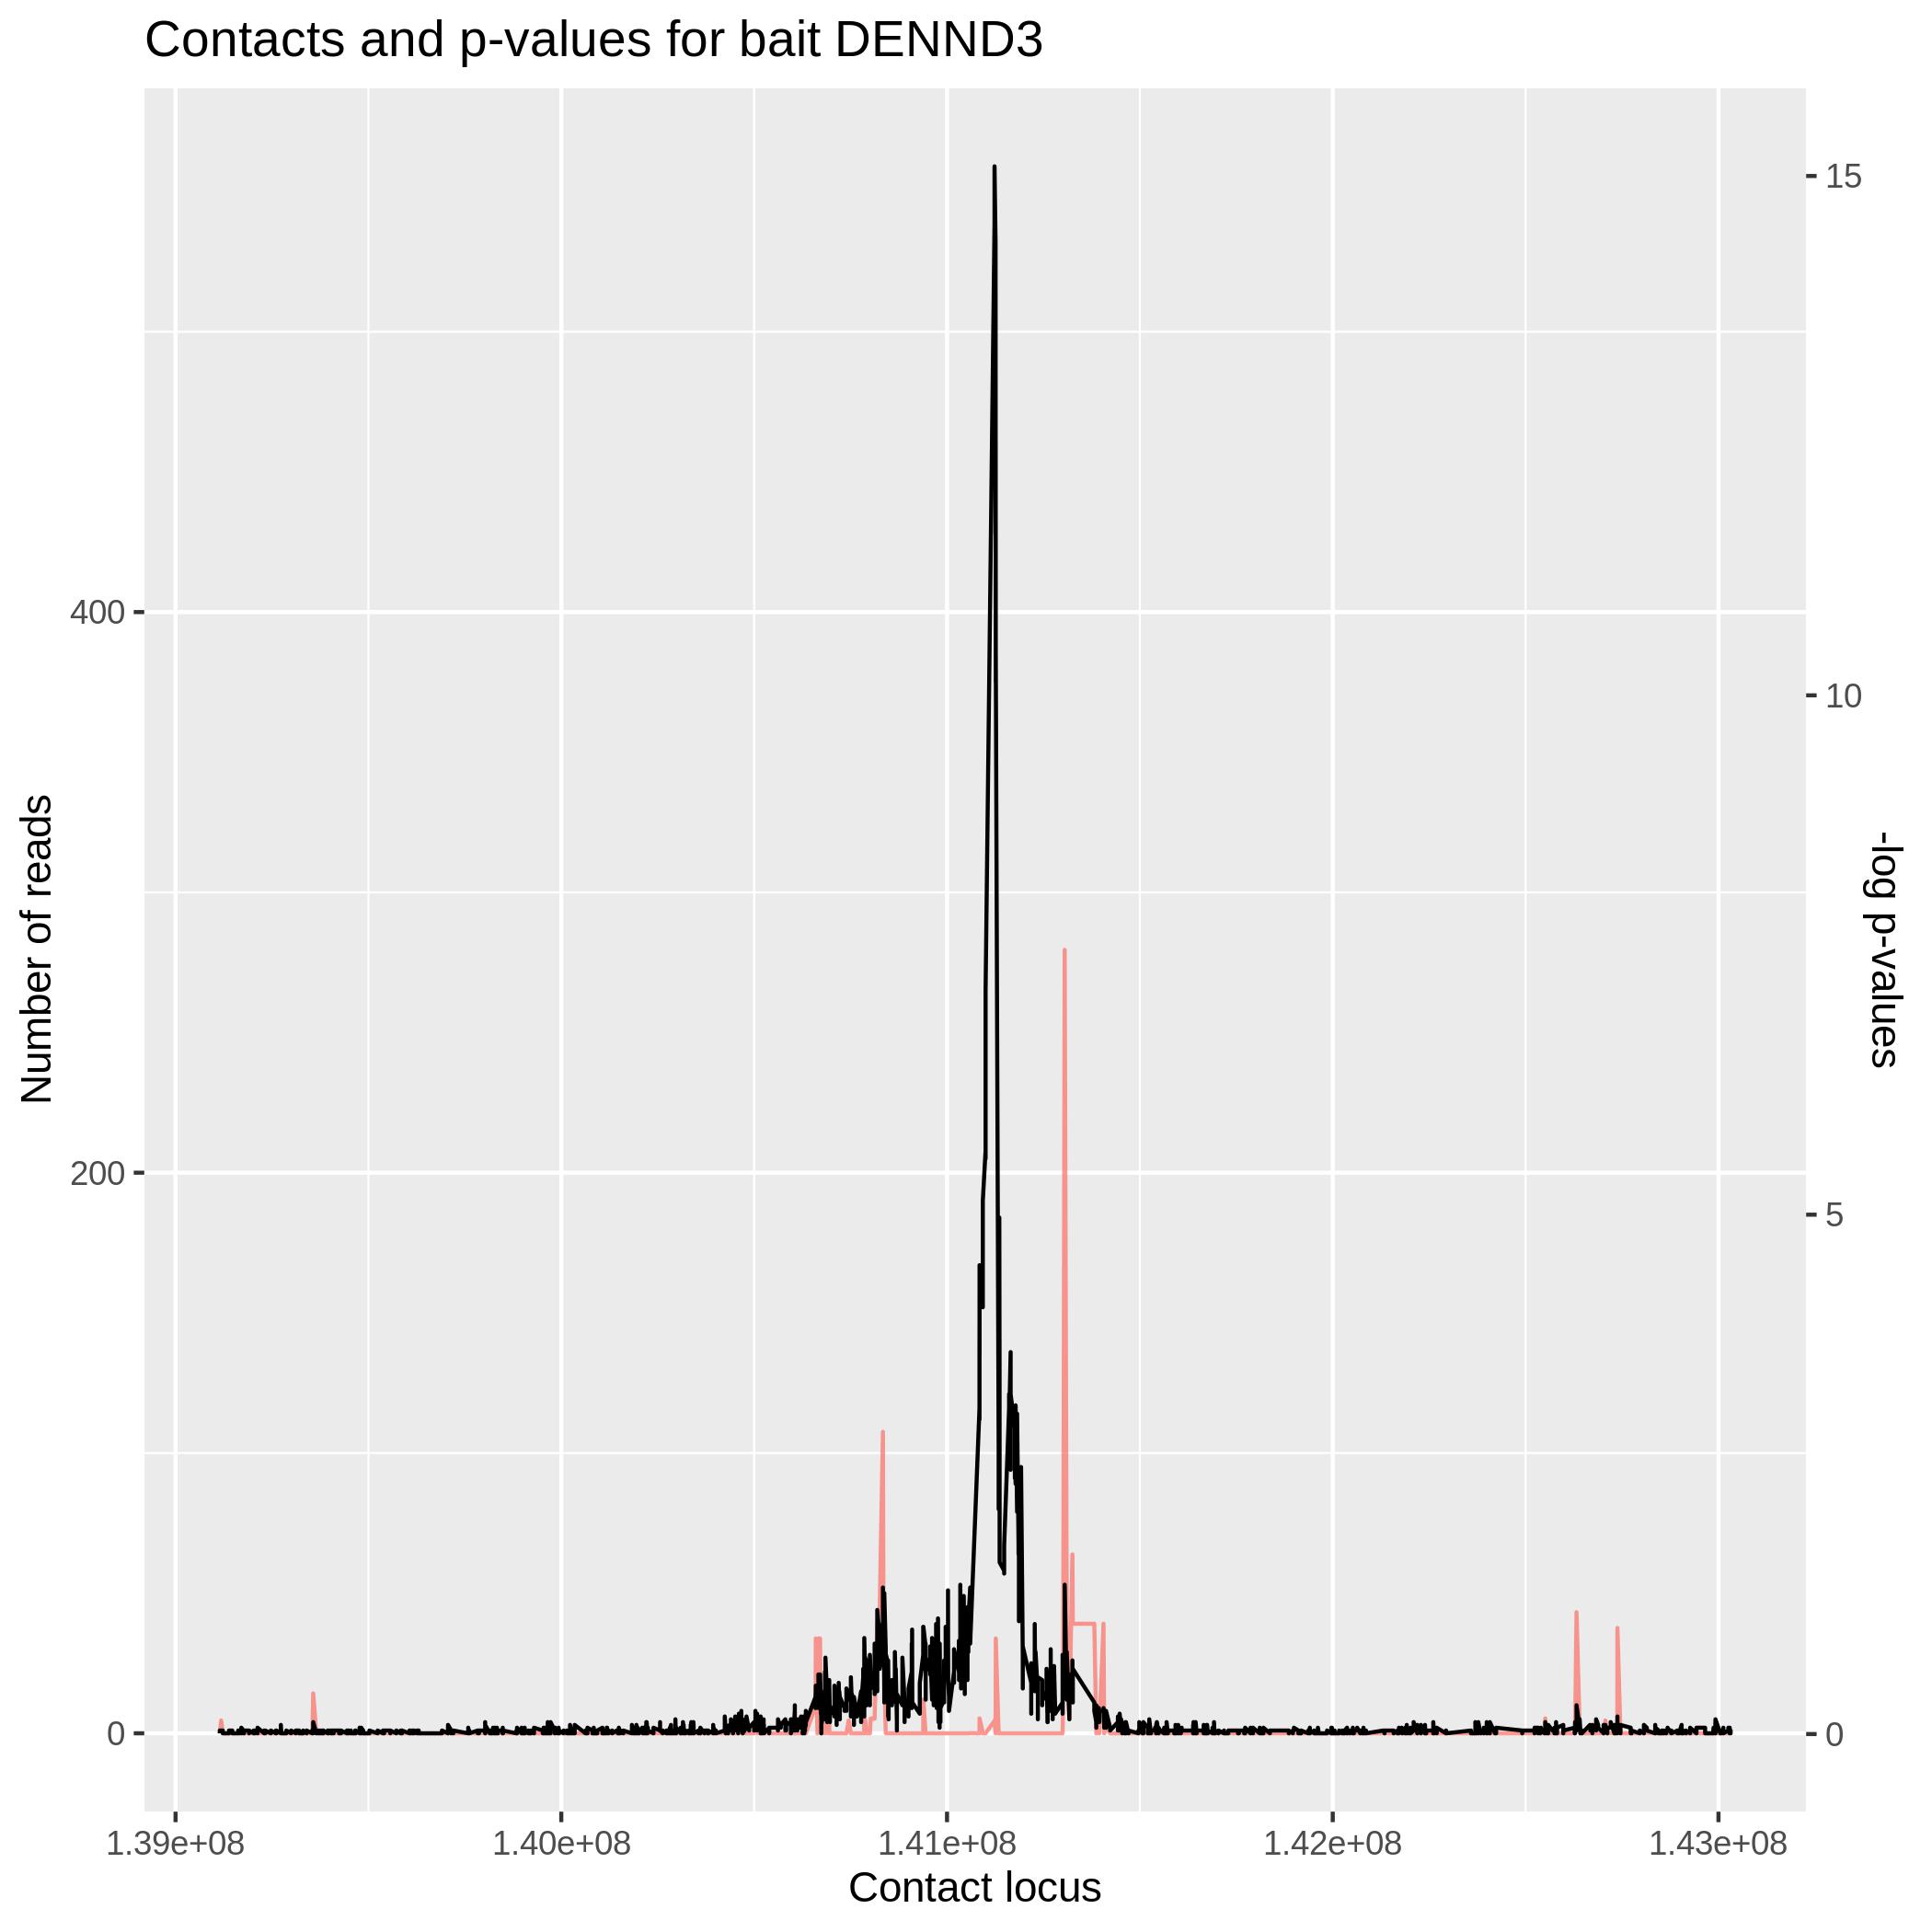 Contacts and p-values for bait DENND3
15
400
10
Number of reads
-log p-values
200
5
0
0
1.39e+08
1.40e+08
1.41e+08
1.42e+08
1.43e+08
Contact locus